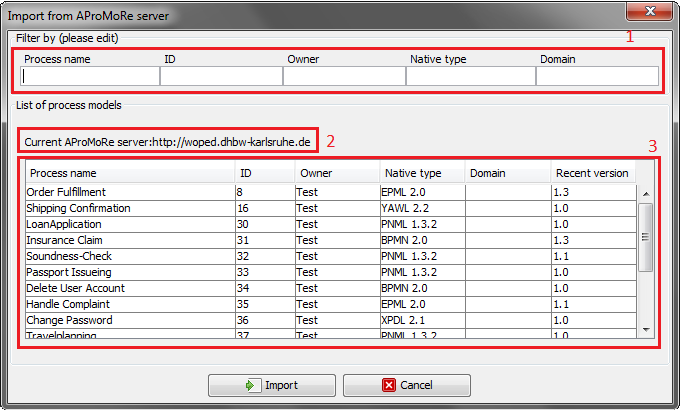 Import from AProMoRe server
Filter by (please edit) 1
Process name ID Owner Native type Domain
List of process models
Current AProMoRe server:http://woped.dhbw-karlsruhe.de 2 3
Process name ID Owner Native type Domain Recent version
Order Fulfillment 8 Test EPML 2.0 1.3
Shipping Confirmation 16 Test YAWL 2.2 1.0
LoanApplication 30 Test PNML 1.3.2 1.0
Insurance Claim 31 Test BPMN 2.0 1.3
Soundness-Check 32 Test PNML 1.3.2 1.1
Passport Issueing 33 Test PNML 1.3.2 1.0
Delete User Account 34 Test BPMN 2.0 1.0
Handle Complaint 35 Test EPML 2.0 1.1
Change Password 36 Test XPDL 2.1 1.0
Travelplanning 37 Test PNML 1.3.2 1.0
Import Cancel